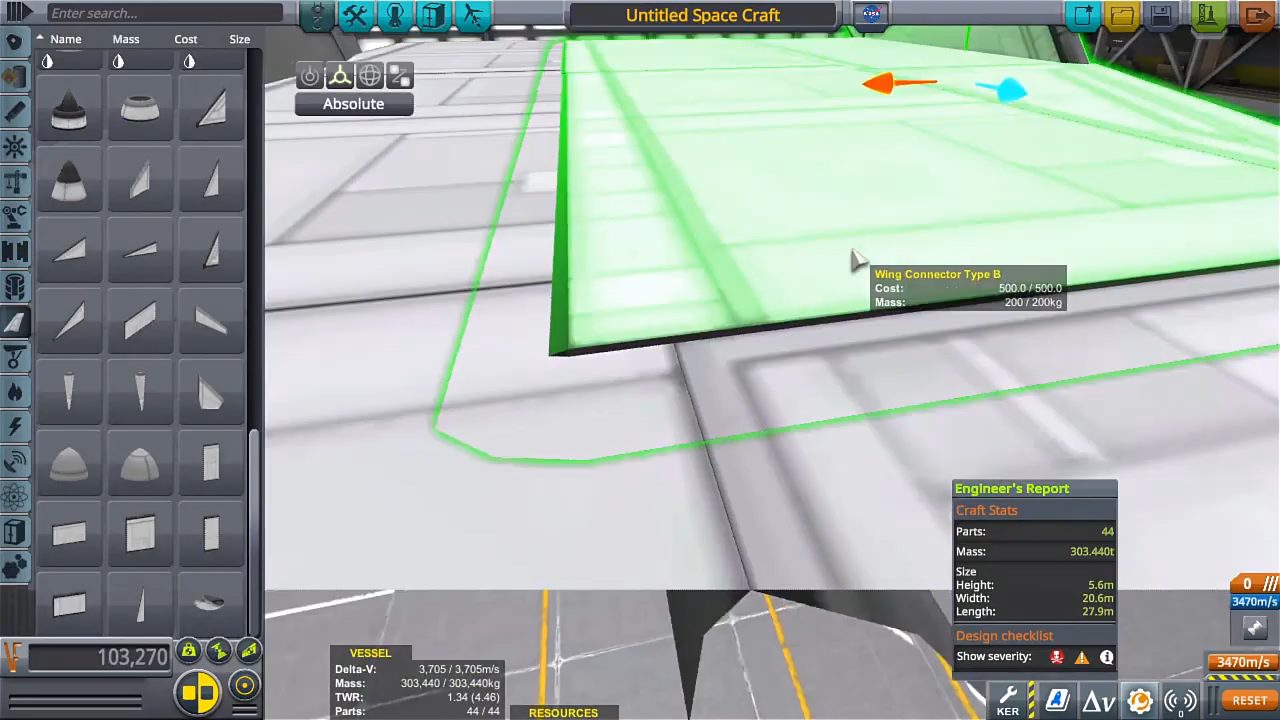 Enter search...
Untitled Space Craft
Name Mass Cost Size
Absolute
Wing Connector Type B
Cost: 500.0 / 500.0
Mass: 200 / 200kg
Engineer's Report
Craft Stats
Parts: 44
Mass: 303.440t
Size
Height: 5.6m
Width: 20.6m
Length: 27.9m
Design checklist
Show severity:
0
3470m/s
3470m/s
103,270
VESSEL
Delta-V: 3,705 / 3,705m/s
Mass: 303,440 / 303,440kg
TWR: 1.34 (4.46)
Parts: 44 / 44
RESOURCES
KER
Δv
RESET